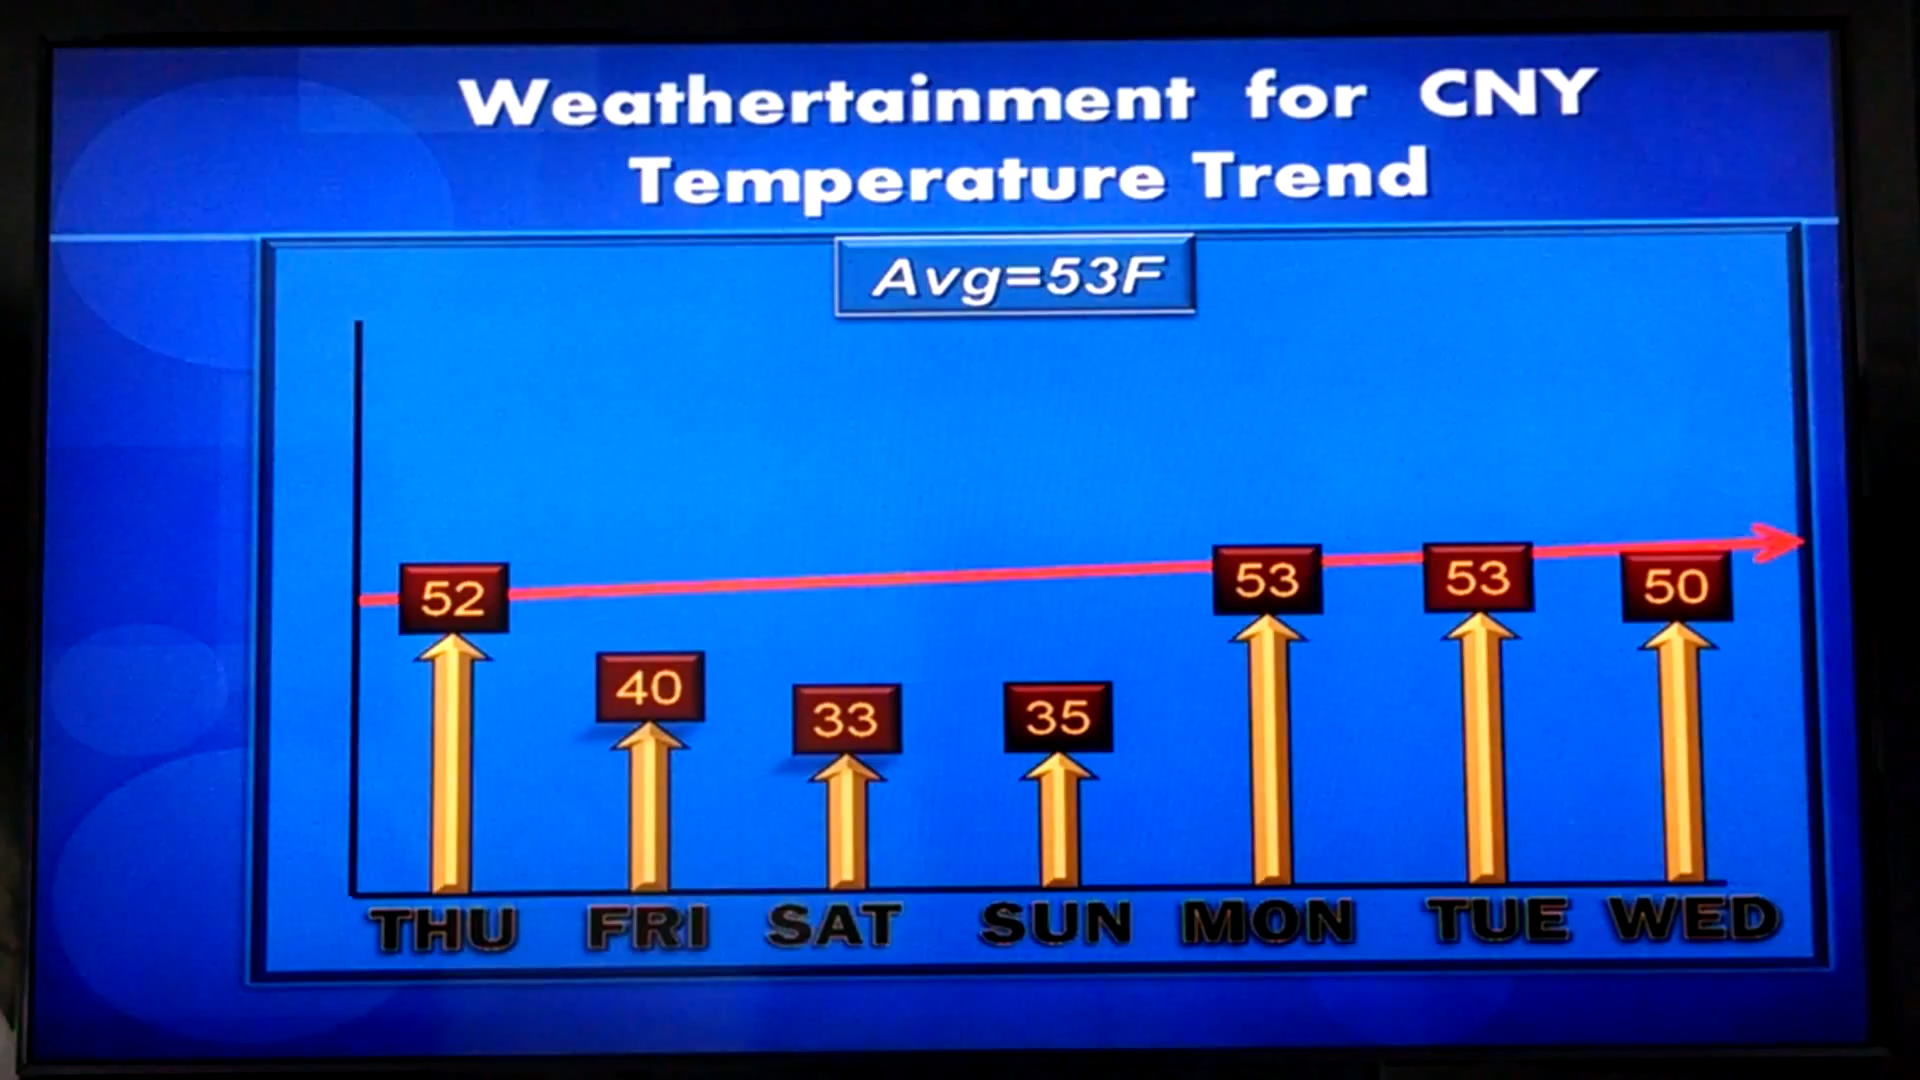 Weathertainment for CNY
Temperature Trend
Avg=53F
52
40
33
35
53
53
50
THU FRI SAT SUN MON TUE WED